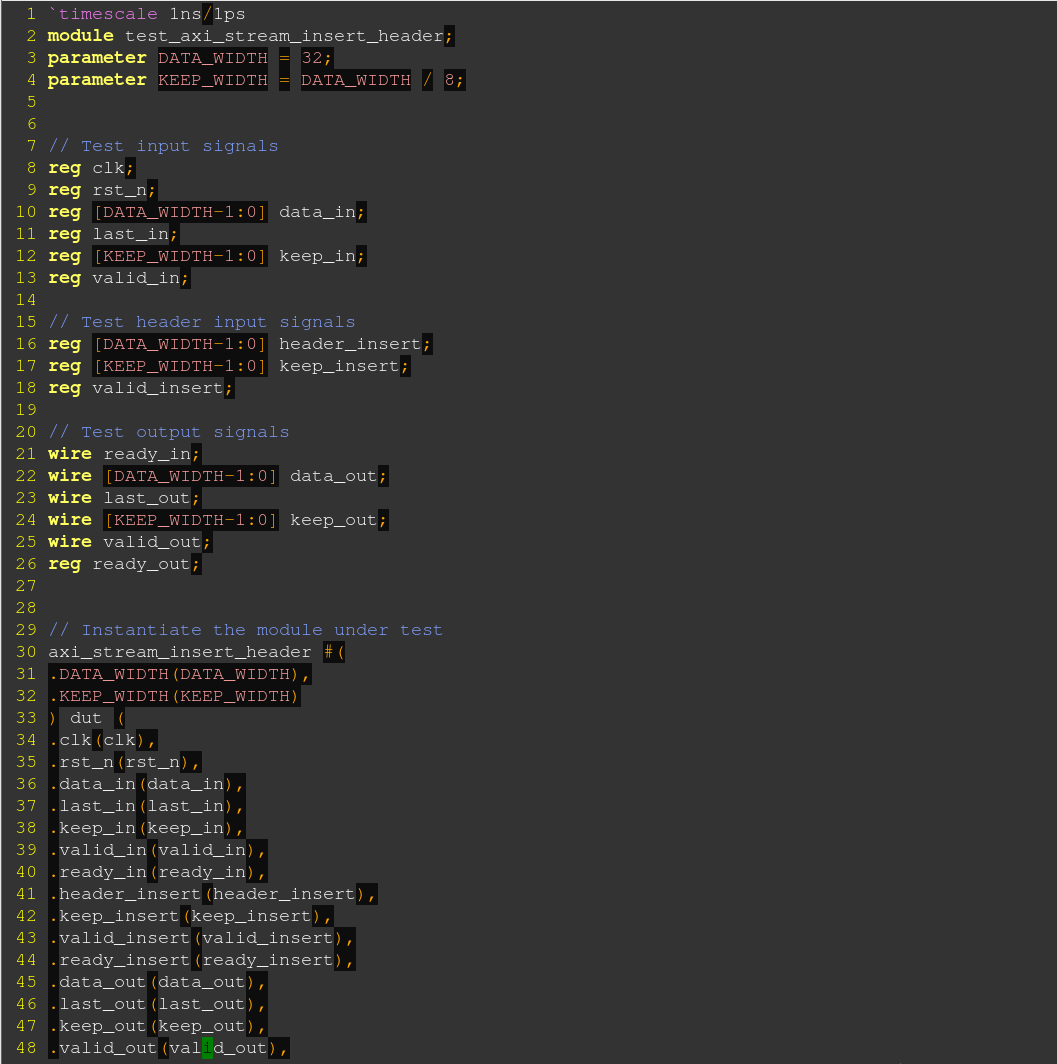 1 `timescale 1ns/1ps
2 module test_axi_stream_insert_header;
3 parameter DATA_WIDTH = 32;
4 parameter KEEP_WIDTH = DATA_WIDTH / 8;
5
6
7 // Test input signals
8 reg clk;
9 reg rst_n;
10 reg [DATA_WIDTH-1:0] data_in;
11 reg last_in;
12 reg [KEEP_WIDTH-1:0] keep_in;
13 reg valid_in;
14
15 // Test header input signals
16 reg [DATA_WIDTH-1:0] header_insert;
17 reg [KEEP_WIDTH-1:0] keep_insert;
18 reg valid_insert;
19
20 // Test output signals
21 wire ready_in;
22 wire [DATA_WIDTH-1:0] data_out;
23 wire last_out;
24 wire [KEEP_WIDTH-1:0] keep_out;
25 wire valid_out;
26 reg ready_out;
27
28
29 // Instantiate the module under test
30 axi_stream_insert_header #(
31 .DATA_WIDTH(DATA_WIDTH),
32 .KEEP_WIDTH(KEEP_WIDTH)
33 ) dut (
34 .clk(clk),
35 .rst_n(rst_n),
36 .data_in(data_in),
37 .last_in(last_in),
38 .keep_in(keep_in),
39 .valid_in(valid_in),
40 .ready_in(ready_in),
41 .header_insert(header_insert),
42 .keep_insert(keep_insert),
43 .valid_insert(valid_insert),
44 .ready_insert(ready_insert),
45 .data_out(data_out),
46 .last_out(last_out),
47 .keep_out(keep_out),
48 .valid_out(valid_out),